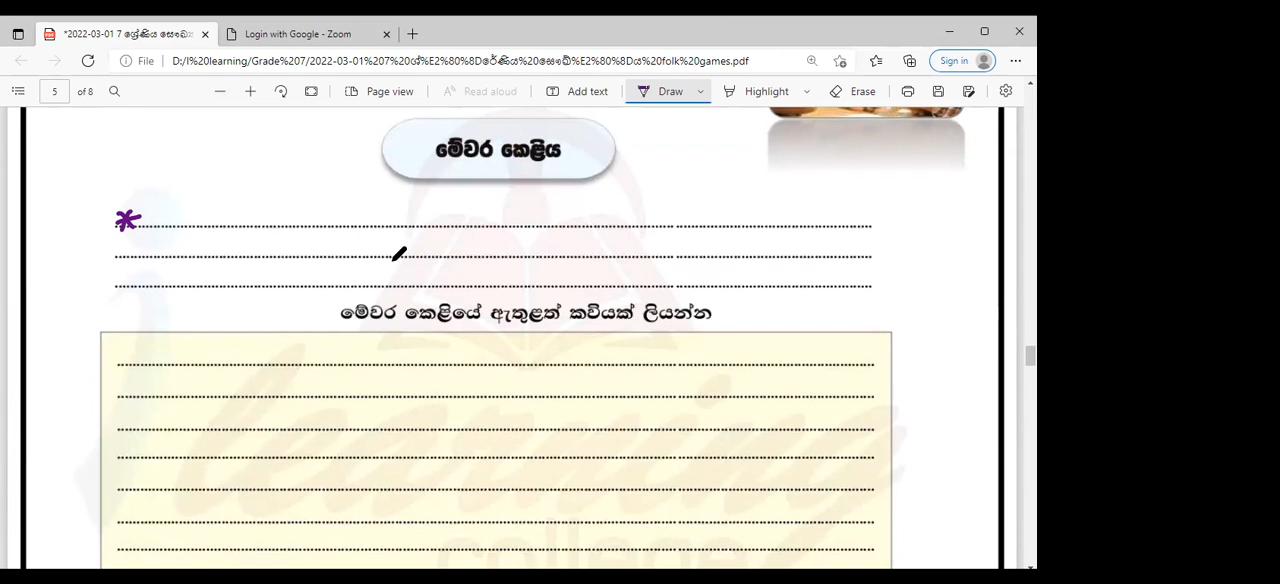 *2022-03-01 7 ශ්‍රේණිය සෞඛ්‍ය
Login with Google - Zoom
File D:/I%20learning/Grade%207/2022-03-01%207%20ශ්%E2%80%8Dරේණිය%20සෞඛ්%E2%80%8Dය%20folk%20games.pdf
Sign in
5 of 8 Page view Read aloud Add text Draw Highlight Erase
මේවර කෙළිය
*
මේවර කෙළියේ ඇතුළත් කවියක් ලියන්න
learning
college